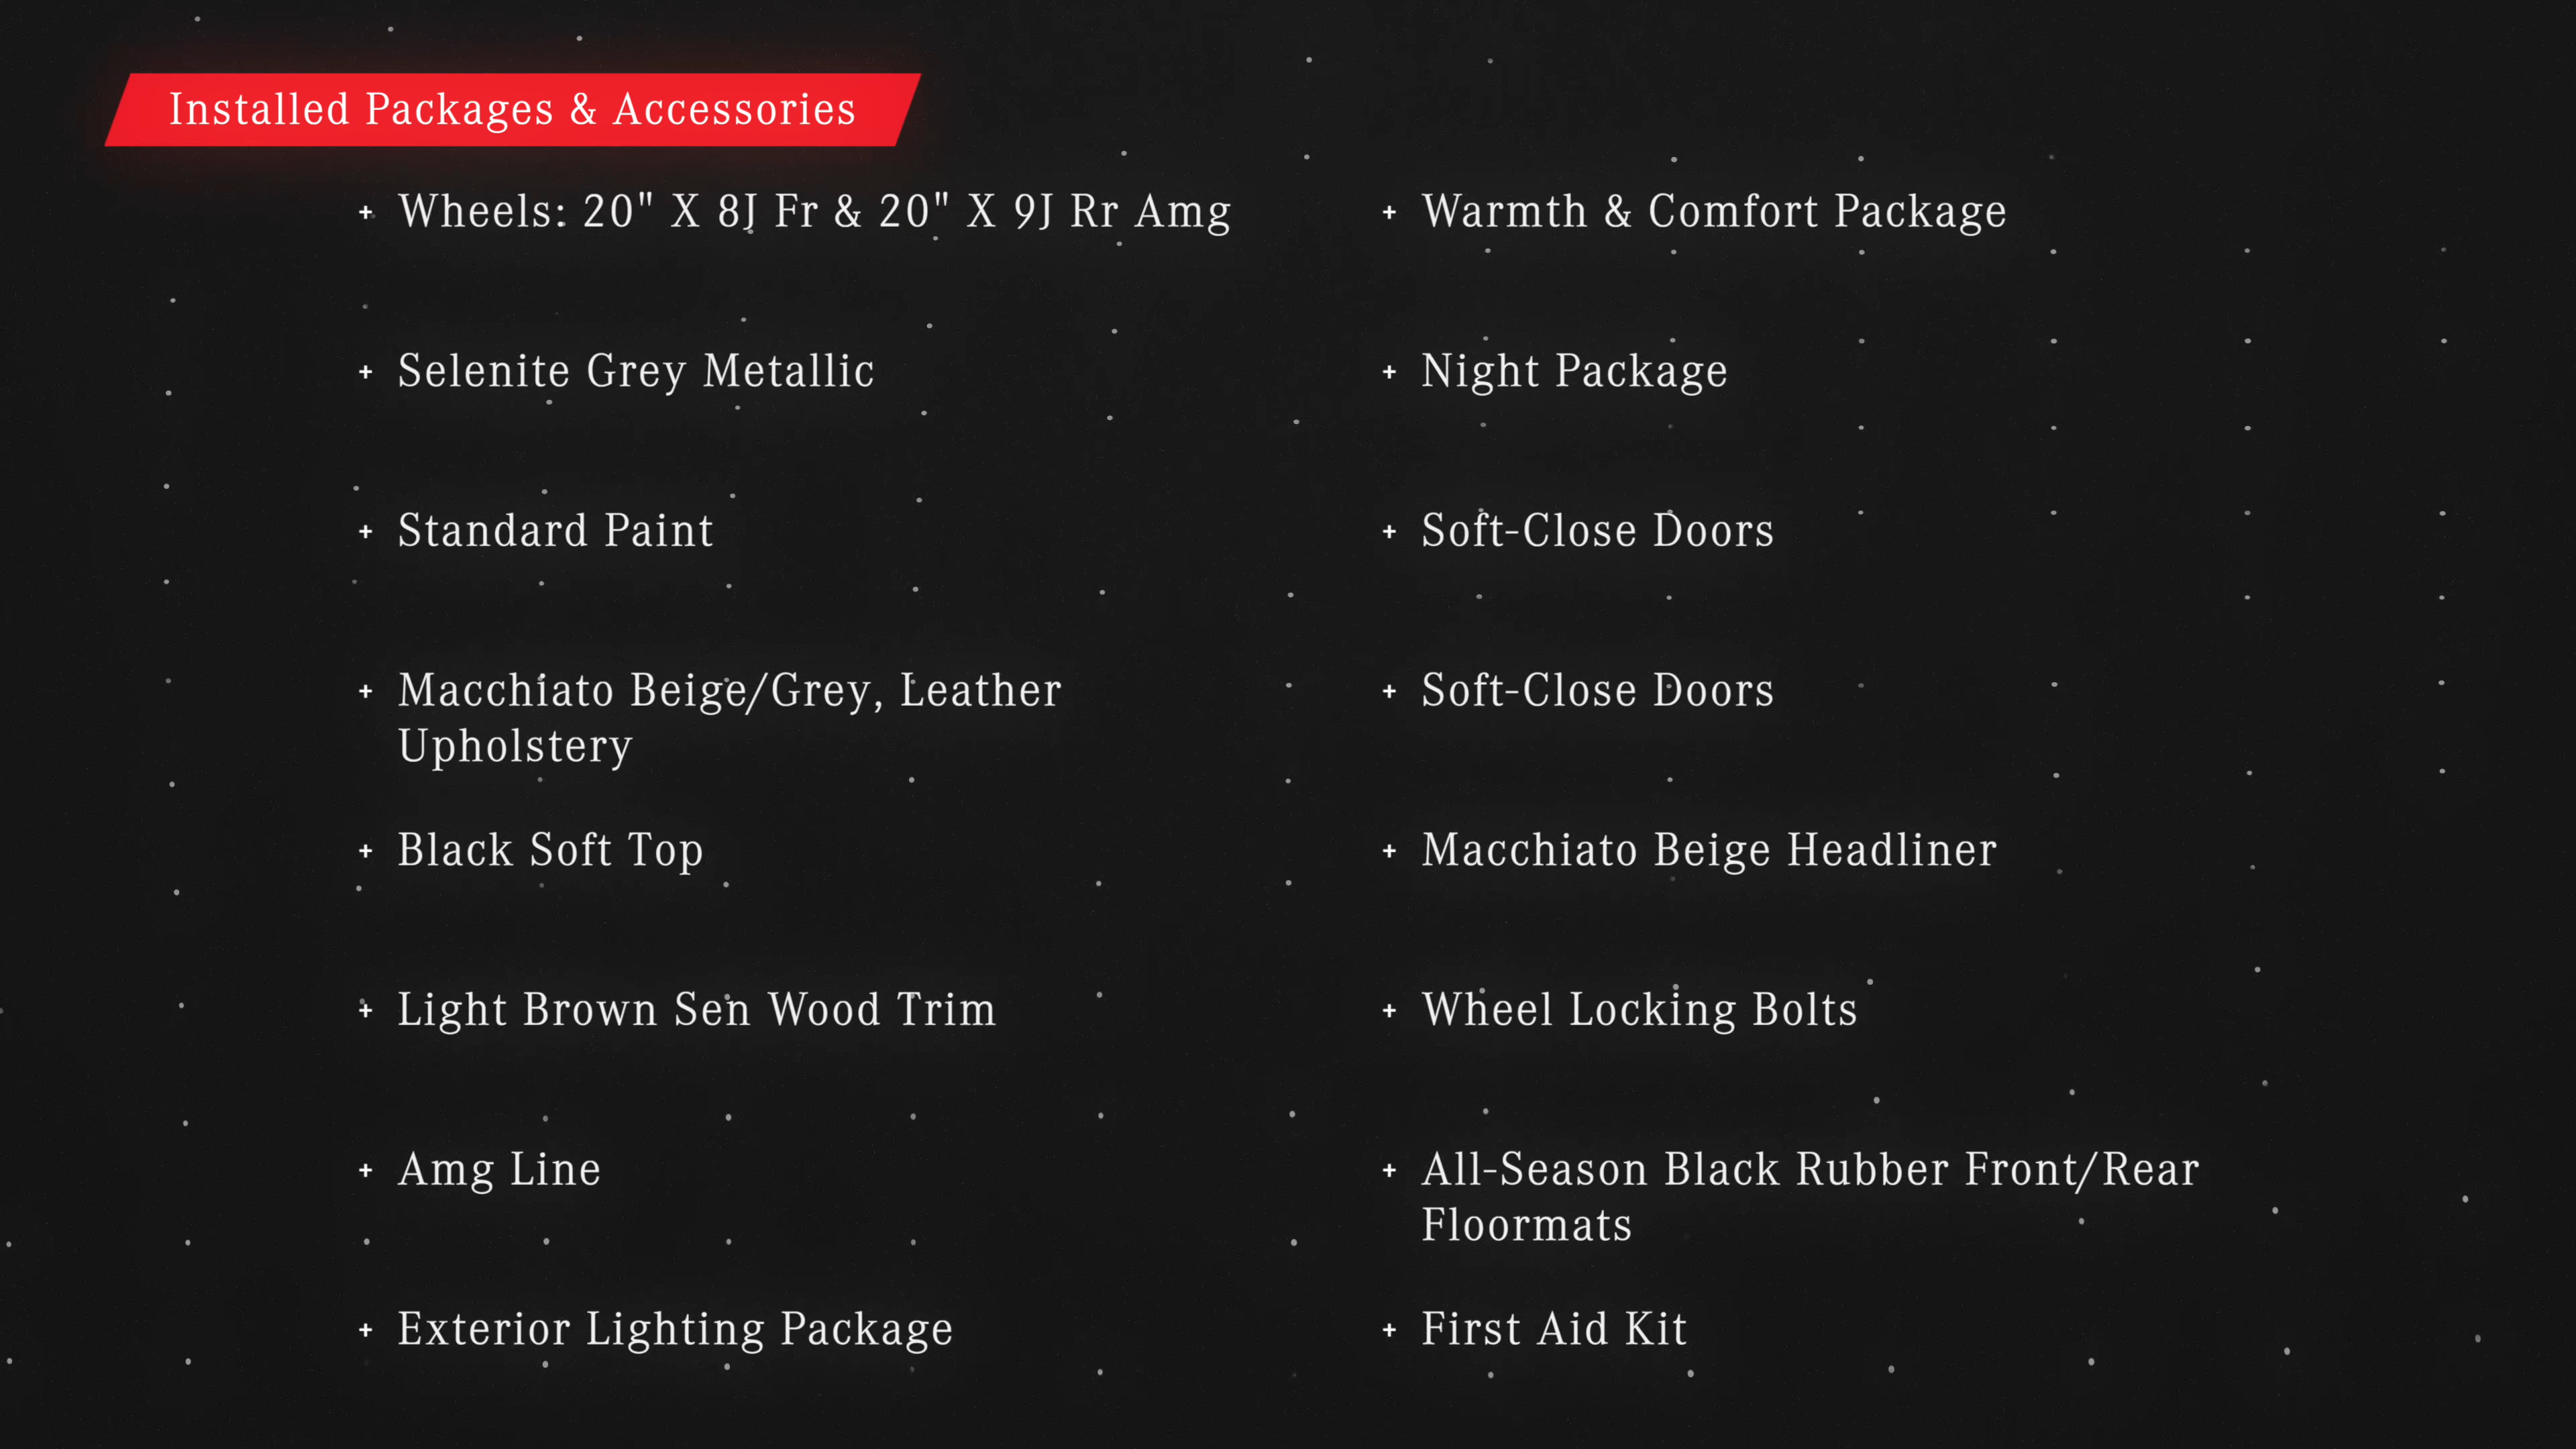 Installed Packages & Accessories
+ Wheels: 20" X 8J Fr & 20" X 9J Rr Amg
+ Selenite Grey Metallic
+ Standard Paint
+ Macchiato Beige/Grey, Leather
Upholstery
+ Black Soft Top
+ Light Brown Sen Wood Trim
+ Amg Line
+ Exterior Lighting Package
+ Warmth & Comfort Package
+ Night Package
+ Soft-Close Doors
+ Soft-Close Doors
+ Macchiato Beige Headliner
+ Wheel Locking Bolts
+ All-Season Black Rubber Front/Rear
Floormats
+ First Aid Kit